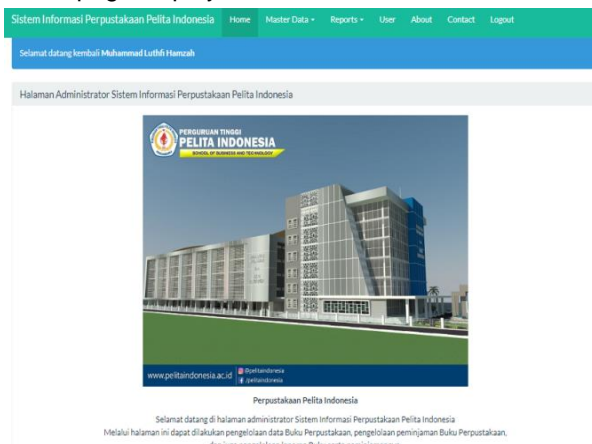 Sistem Informasi Perpustakaan Pelita Indonesia Home Master Data Reports User About Contact Logout
Selamat datang kembali Muhammad Luthfi Hamzah
Halaman Administrator Sistem Informasi Perpustakaan Pelita Indonesia
PERGURUAN TINGGI
PELITA INDONESIA
SCHOOL OF BUSINESS AND TECHNOLOGY
www.pelitaindonesia.ac.id
@pelitaindonesia
/pelitaindonesia
Perpustakaan Pelita Indonesia
Selamat datang di halaman administrator Sistem Informasi Perpustakaan Pelita Indonesia
Melalui halaman ini dapat dilakukan pengelolaan data Buku Perpustakaan, pengelolaan peminjaman Buku Perpustakaan,